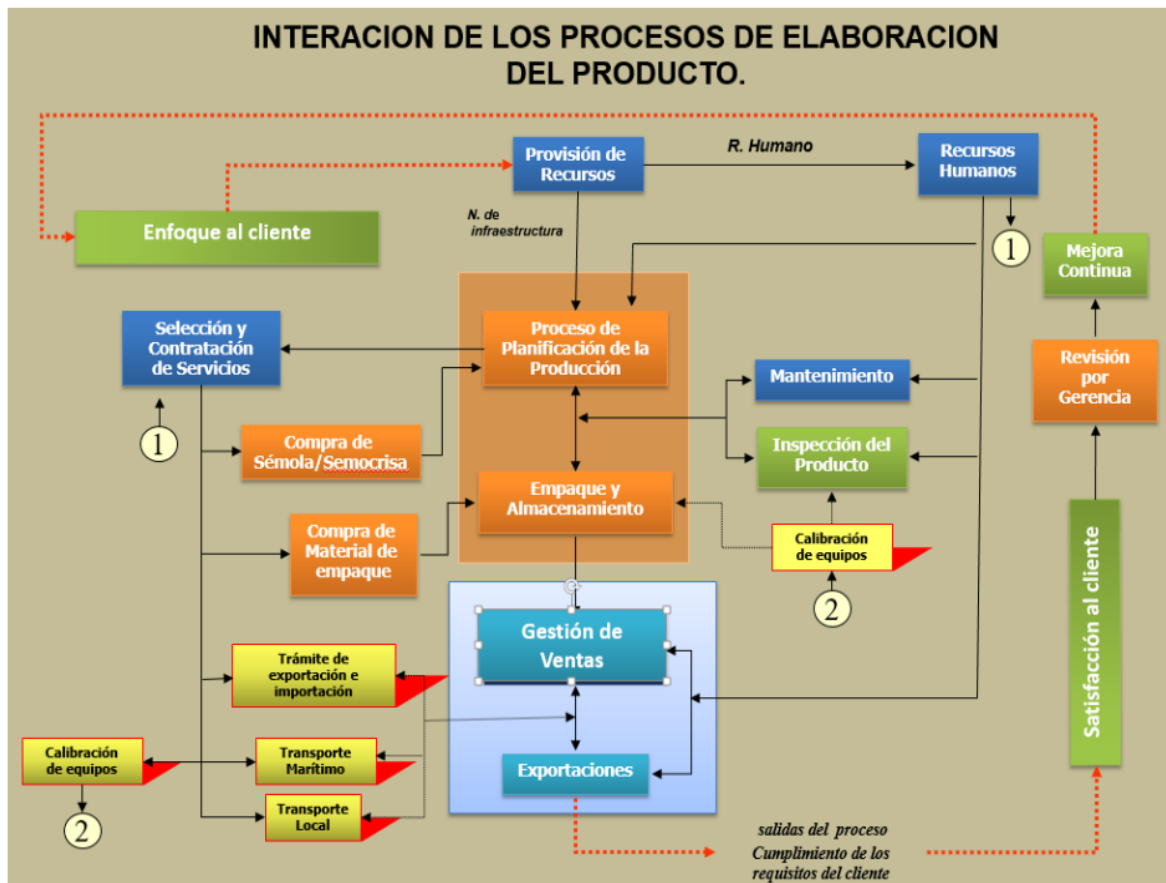 INTERACION DE LOS PROCESOS DE ELABORACION
DEL PRODUCTO.
Provisión de
Recursos
R. Humano
Recursos
Humanos
Enfoque al cliente
N. de
infraestructura
1
Mejora
Continua
Selección y
Contratación
de Servicios
Proceso de
Planificación de la
Producción
Mantenimiento
Revisión
por
Gerencia
1
Compra de
Sémola/Semocrisa
Inspección del
Producto
Empaque y
Almacenamiento
Compra de
Material de
empaque
Calibración
de equipos
2
Satisfacción al cliente
Gestión de
Ventas
Trámite de
exportación e
importación
Calibración
de equipos
Transporte
Marítimo
Exportaciones
2
Transporte
Local
salidas del proceso
Cumplimiento de los
requisitos del cliente